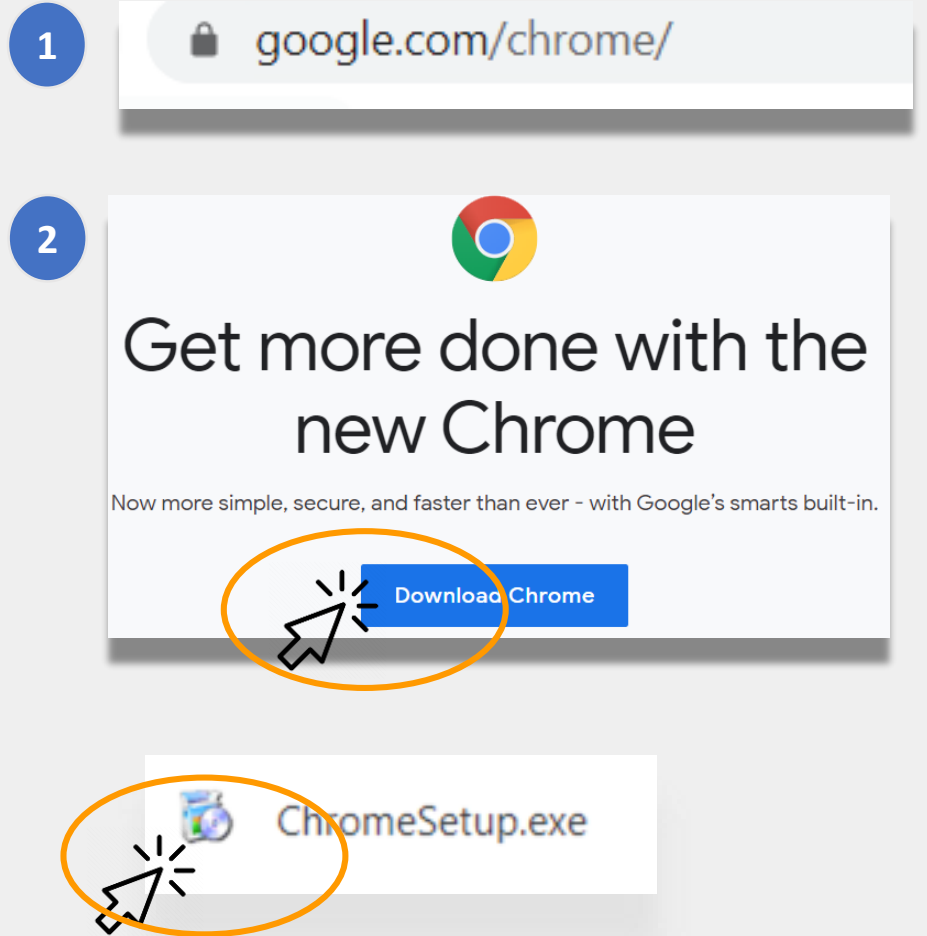 1
google.com/chrome/
2
Get more done with the
new Chrome
Now more simple, secure, and faster than ever - with Google's smarts built-in.
Download Chrome
ChromeSetup.exe